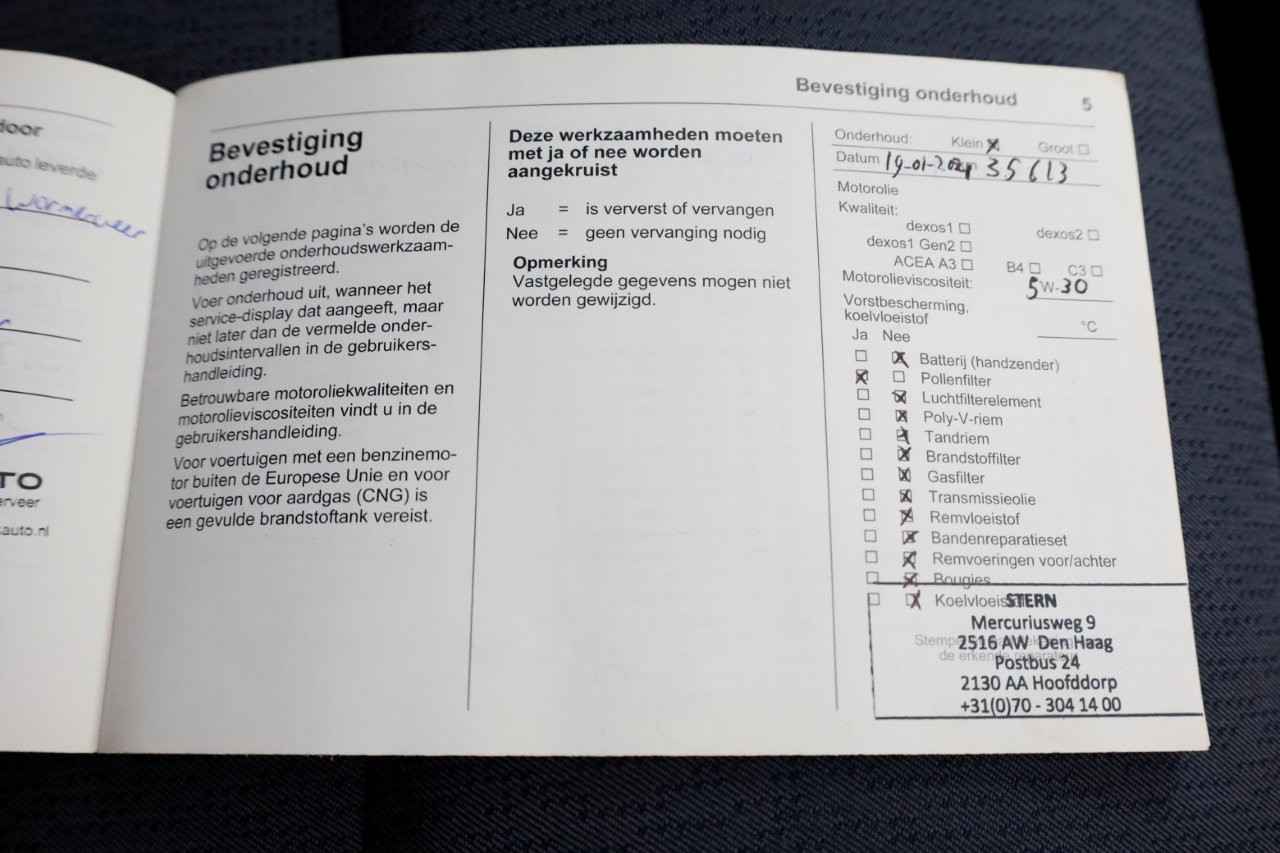 door
auto leverde
Wormerveer
TO
erveer
auto.nl
Bevestiging onderhoud 5
Bevestiging
onderhoud
Op de volgende pagina's worden de
uitgevoerde onderhoudswerkzaam-
heden geregistreerd.
Voer onderhoud uit, wanneer het
service-display dat aangeeft, maar
niet later dan de vermelde onder-
houdsintervallen in de gebruikers-
handleiding.
Betrouwbare motoroliekwaliteiten en
motorolieviscositeiten vindt u in de
gebruikershandleiding.
Voor voertuigen met een benzinemo-
tor buiten de Europese Unie en voor
voertuigen voor aardgas (CNG) is
een gevulde brandstoftank vereist.
Deze werkzaamheden moeten
met ja of nee worden
aangekruist
Ja = is ververst of vervangen
Nee = geen vervanging nodig
Opmerking
Vastgelegde gegevens mogen niet
worden gewijzigd.
Onderhoud: Klein Groot
Datum 19-01-2024 35613
Motorolie
Kwaliteit:
dexos1 dexos2
dexos1 Gen2
ACEA A3 B4 C3
Motorolieviscositeit: 5W-30
Vorstbescherming,
koelvloeistof °C
Ja Nee
Batterij (handzender)
Pollenfilter
Luchtfilterelement
Poly-V-riem
Tandriem
Brandstoffilter
Gasfilter
Transmissieolie
Remvloeistof
Bandenreparatieset
Remvoeringen voor/achter
Bougies
Koelvloeistof
STERN
Mercuriusweg 9
2516 AW Den Haag
Postbus 24
2130 AA Hoofddorp
+31(0)70 - 304 14 00